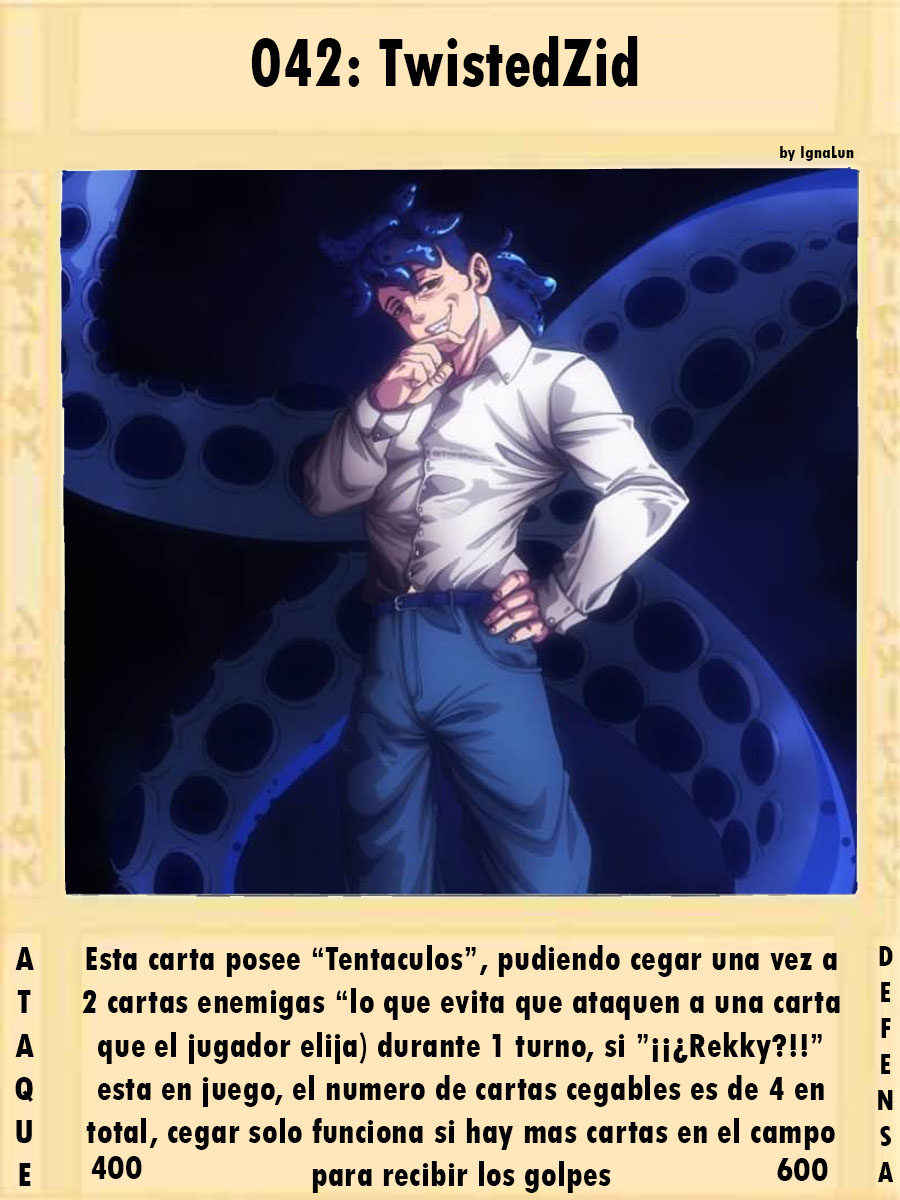 042: TwistedZid
by IgnaLun
Esta carta posee “Tentaculos”, pudiendo cegar una vez a
2 cartas enemigas “lo que evita que ataquen a una carta
que el jugador elija) durante 1 turno, si ”¡¡¿Rekky?!!”
esta en juego, el numero de cartas cegables es de 4 en
total, cegar solo funciona si hay mas cartas en el campo
para recibir los golpes
ATAQUE
400
DEFENSA
600